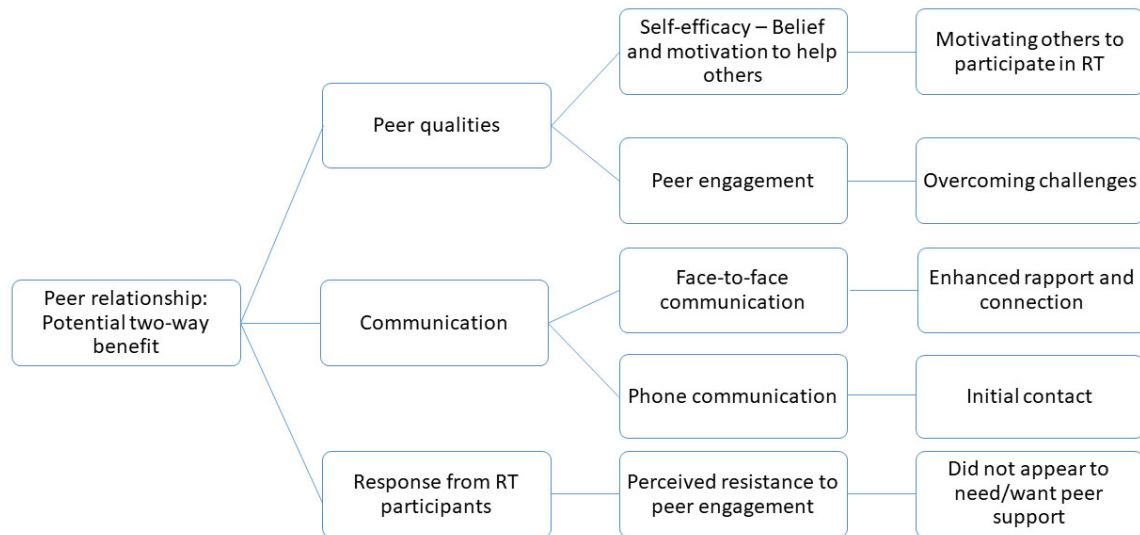 Self-efficacy – Belief
and motivation to help
others
Motivating others to
participate in RT
Peer qualities
Peer engagement
Overcoming challenges
Peer relationship:
Potential two-way
benefit
Communication
Face-to-face
communication
Enhanced rapport and
connection
Phone communication
Initial contact
Response from RT
participants
Perceived resistance to
peer engagement
Did not appear to
need/want peer
support